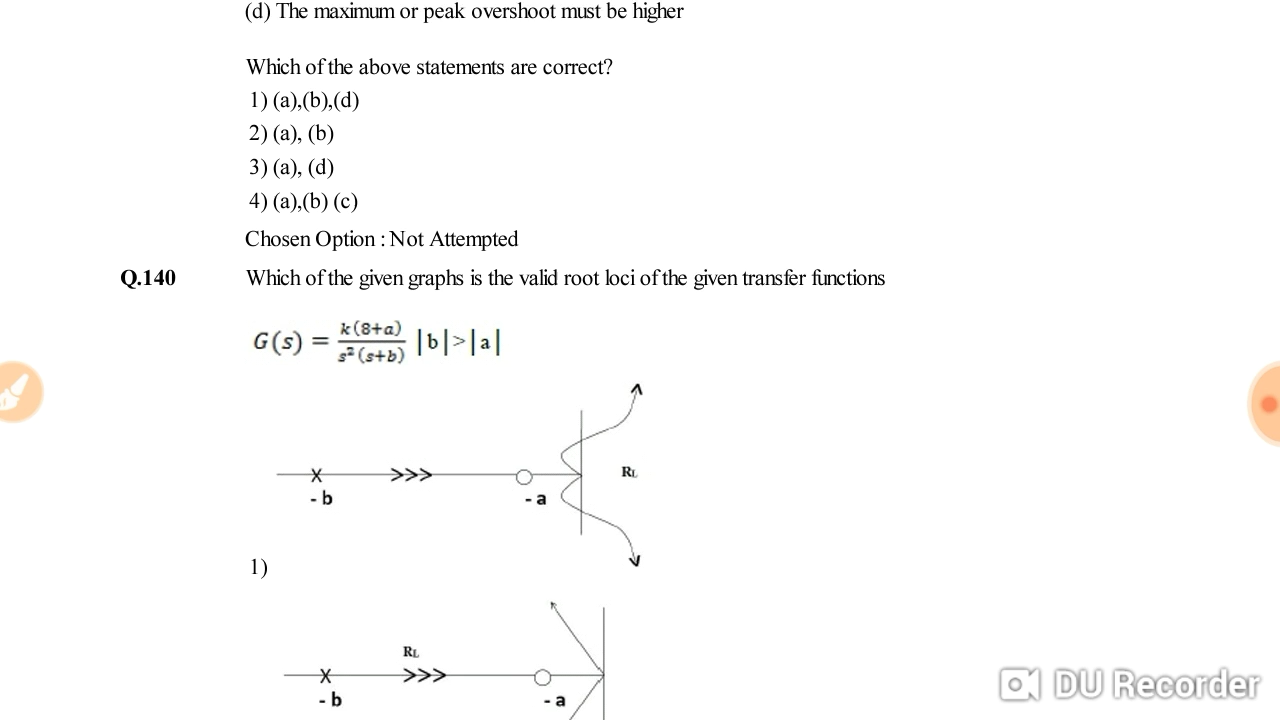 (d) The maximum or peak overshoot must be higher
Which of the above statements are correct?
1) (a),(b),(d)
2) (a), (b)
3) (a), (d)
4) (a),(b) (c)
Chosen Option : Not Attempted
Q.140 Which of the given graphs is the valid root loci of the given transfer functions
G(s) = k(8+a) / s²(s+b) |b|>|a|
X >>> RL
- b - a
1)
RL
X >>>
- b - a
DU Recorder